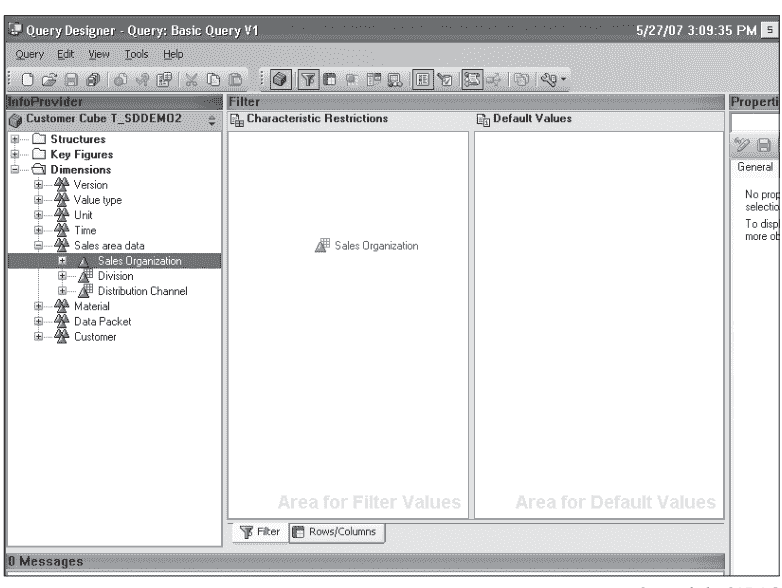 Query Designer - Query: Basic Query V1 5/27/07 3:09:35 PM 5
Query Edit View Tools Help
InfoProvider
Customer Cube T_SDDEMO2
Structures
Key Figures
Dimensions
Version
Value type
Unit
Time
Sales area data
Sales Organization
Division
Distribution Channel
Material
Data Packet
Customer
Filter
Characteristic Restrictions
Sales Organization
Area for Filter Values
Default Values
Area for Default Values
Filter Rows/Columns
Properti
General
No prop
selectio
To displ
more ob
0 Messages